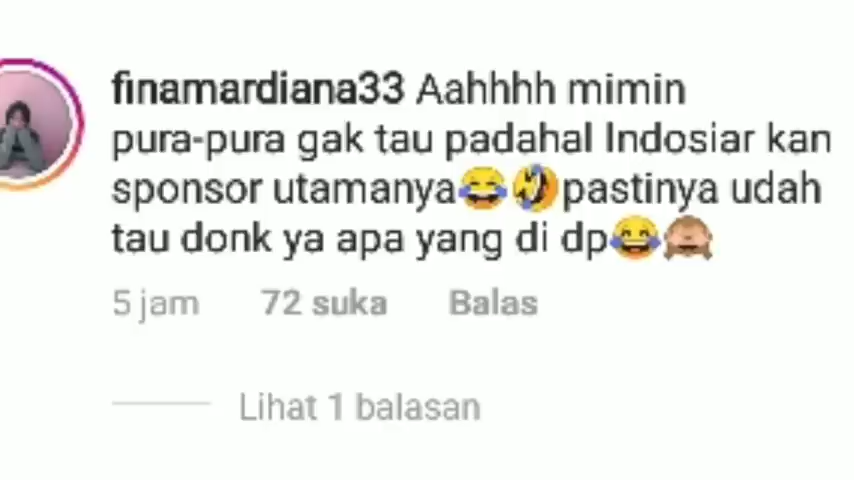 finamardiana33 Aahhhh mimin
pura-pura gak tau padahal Indosiar kan
sponsor utamanya😂🤣pastinya udah
tau donk ya apa yang di dp😂🙈
5 jam 72 suka Balas
Lihat 1 balasan